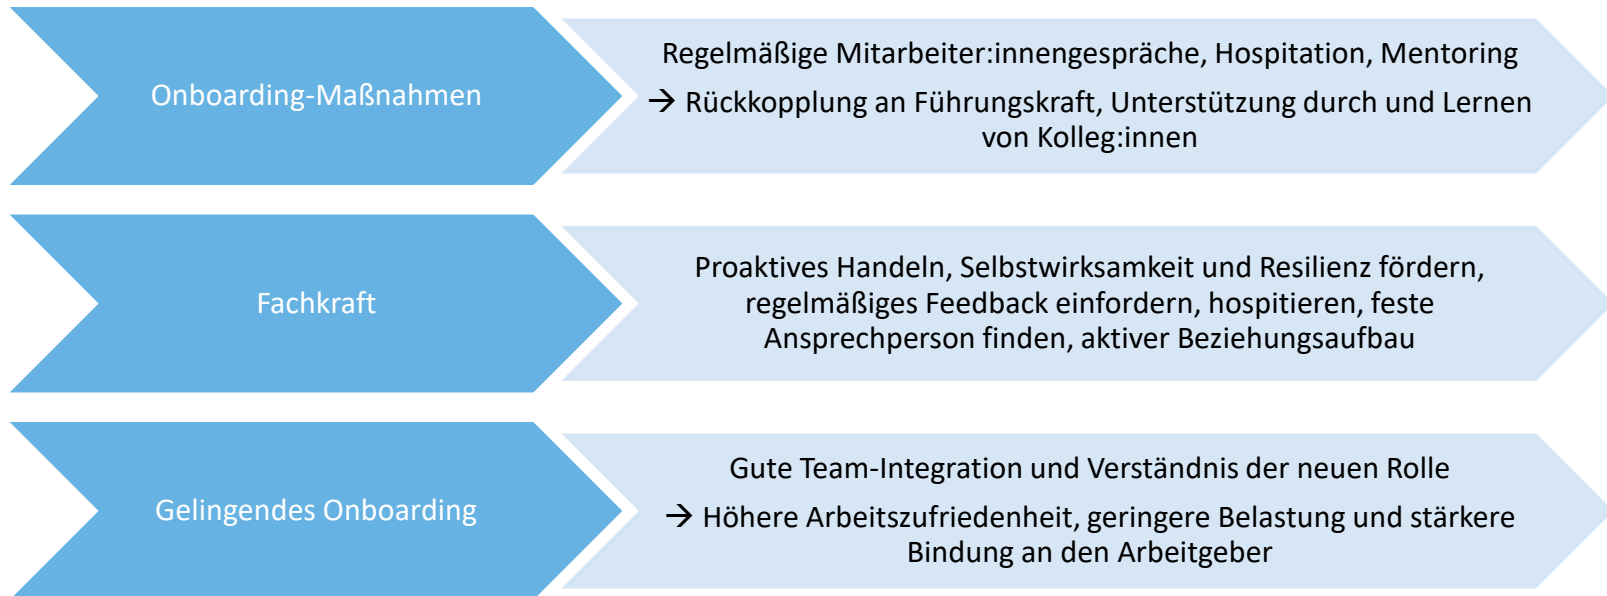 Onboarding-Maßnahmen
Regelmäßige Mitarbeiter:innengespräche, Hospitation, Mentoring
→ Rückkopplung an Führungskraft, Unterstützung durch und Lernen
von Kolleg:innen
Fachkraft
Proaktives Handeln, Selbstwirksamkeit und Resilienz fördern,
regelmäßiges Feedback einfordern, hospitieren, feste
Ansprechperson finden, aktiver Beziehungsaufbau
Gelingendes Onboarding
Gute Team-Integration und Verständnis der neuen Rolle
→ Höhere Arbeitszufriedenheit, geringere Belastung und stärkere
Bindung an den Arbeitgeber